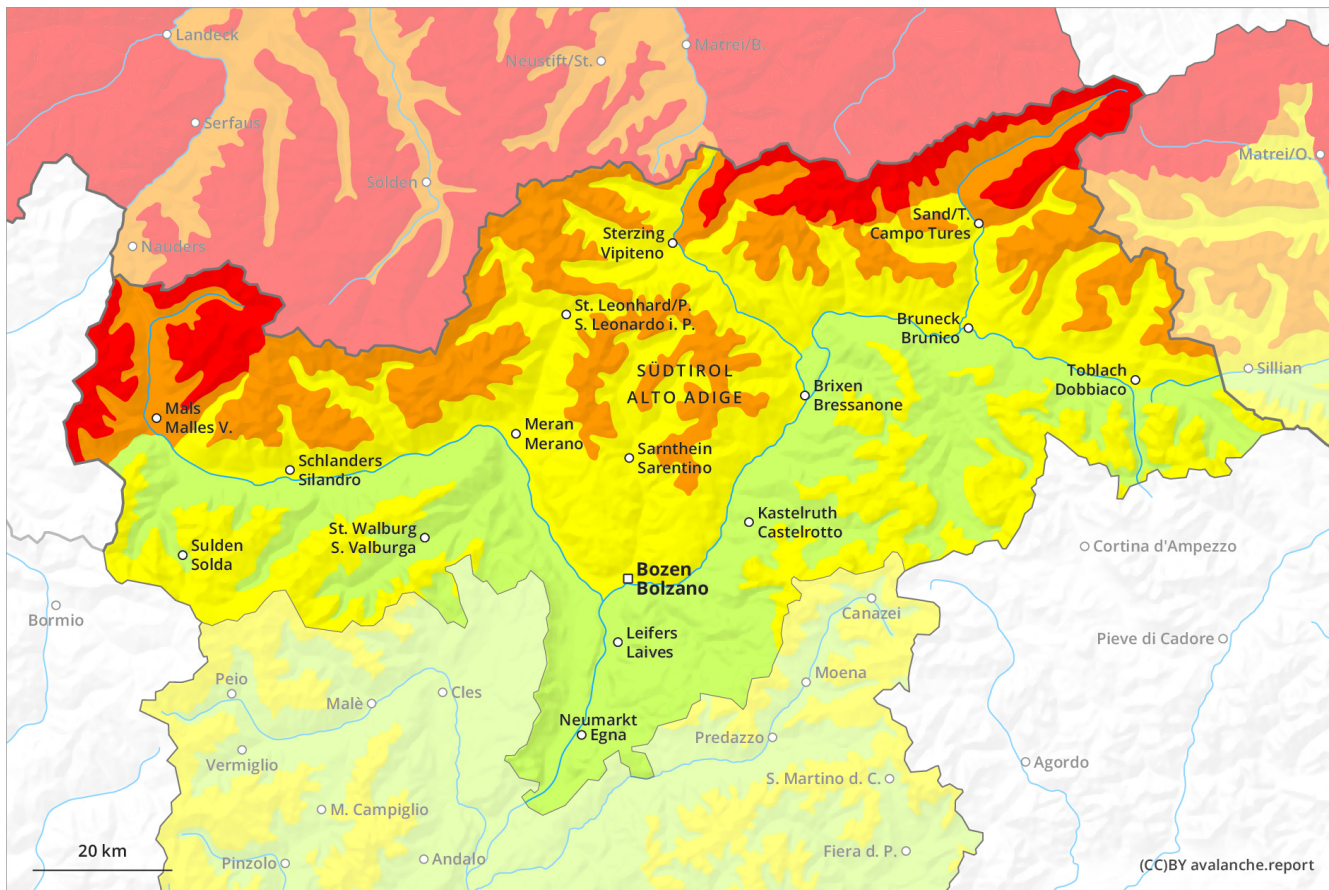 Landeck
Matrei/B.
Neustift/St.
Serfaus
Matrei/O.
Sölden
Nauders
Sand/T.
Campo Tures
Sterzing
Vipiteno
St. Leonhard/P.
S. Leonardo i. P.
Bruneck
Brunico
SÜDTIROL
ALTO ADIGE
Toblach
Dobbiaco
Sillian
Brixen
Bressanone
Mals
Malles V.
Meran
Merano
Sarnthein
Sarentino
Schlanders
Silandro
Kastelruth
Castelrotto
St. Walburg
S. Valburga
Sulden
Solda
Cortina d'Ampezzo
Bozen
Bolzano
Bormio
Canazei
Leifers
Laives
Pieve di Cadore
Peio
Malè
Cles
Moena
Neumarkt
Egna
Predazzo
Vermiglio
Agordo
S. Martino d. C.
M. Campiglio
20 km
Pinzolo
Andalo
Fiera d. P.
(CC)BY avalanche.report